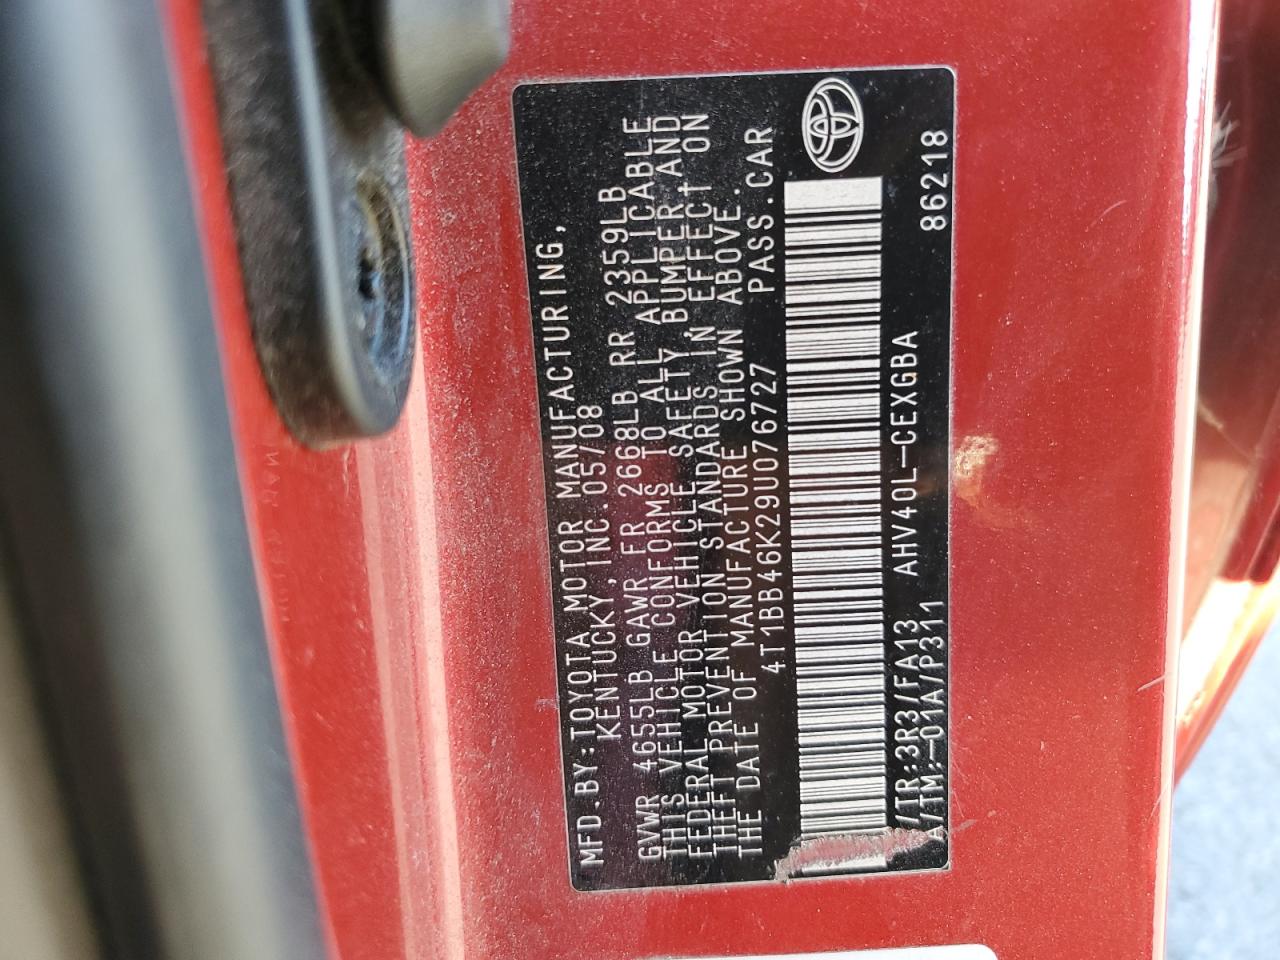 MFD.BY:TOYOTA MOTOR MANUFACTURING,
KENTUCKY,INC.05/08
GVWR 4655LB GAWR FR 2668LB RR 2359LB
THIS VEHICLE CONFORMS TO ALL APPLICABLE
FEDERAL MOTOR VEHICLE SAFETY,BUMPER,AND
THEFT PREVENTION STANDARDS IN EFFECT ON
THE DATE OF MANUFACTURE SHOWN ABOVE.
4T1BB46K29U076727 PASS.CAR
/TR:3R3/FA13 AHV40L-CEXGBA
A/TM:-01A/P311 86218